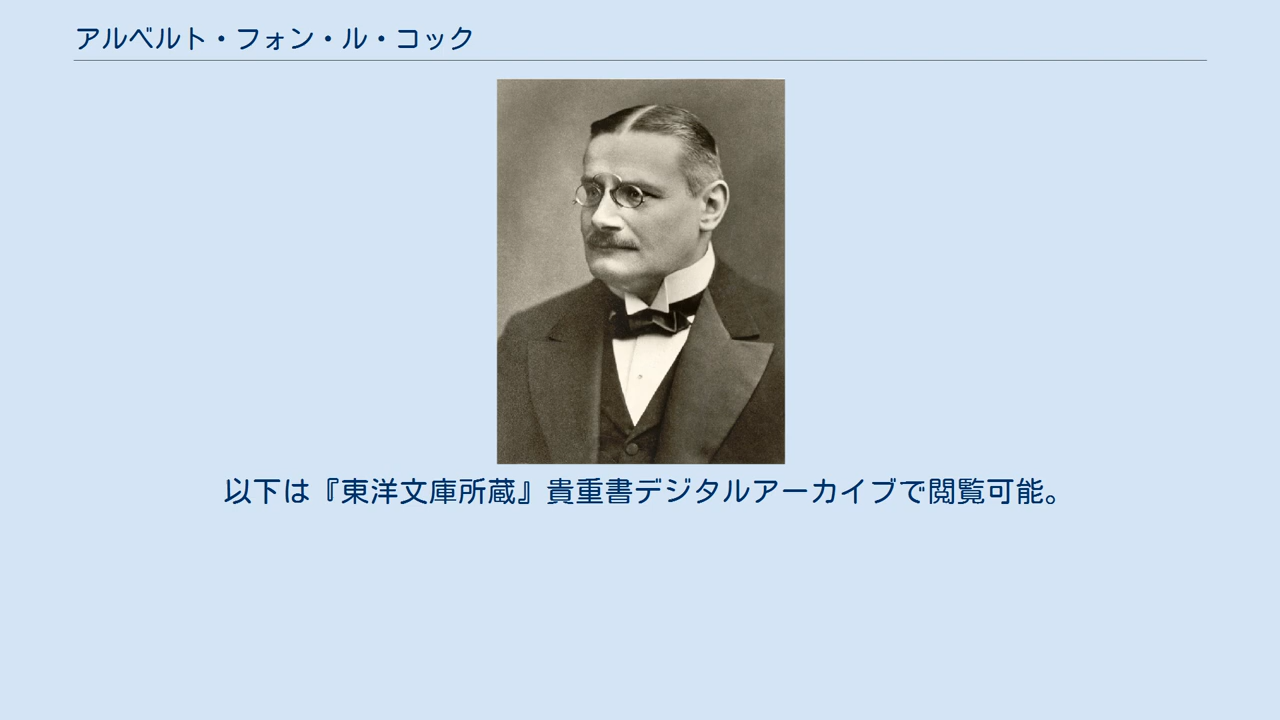 アルベルト・フォン・ル・コック
以下は『東洋文庫所蔵』貴重書デジタルアーカイブで閲覧可能。